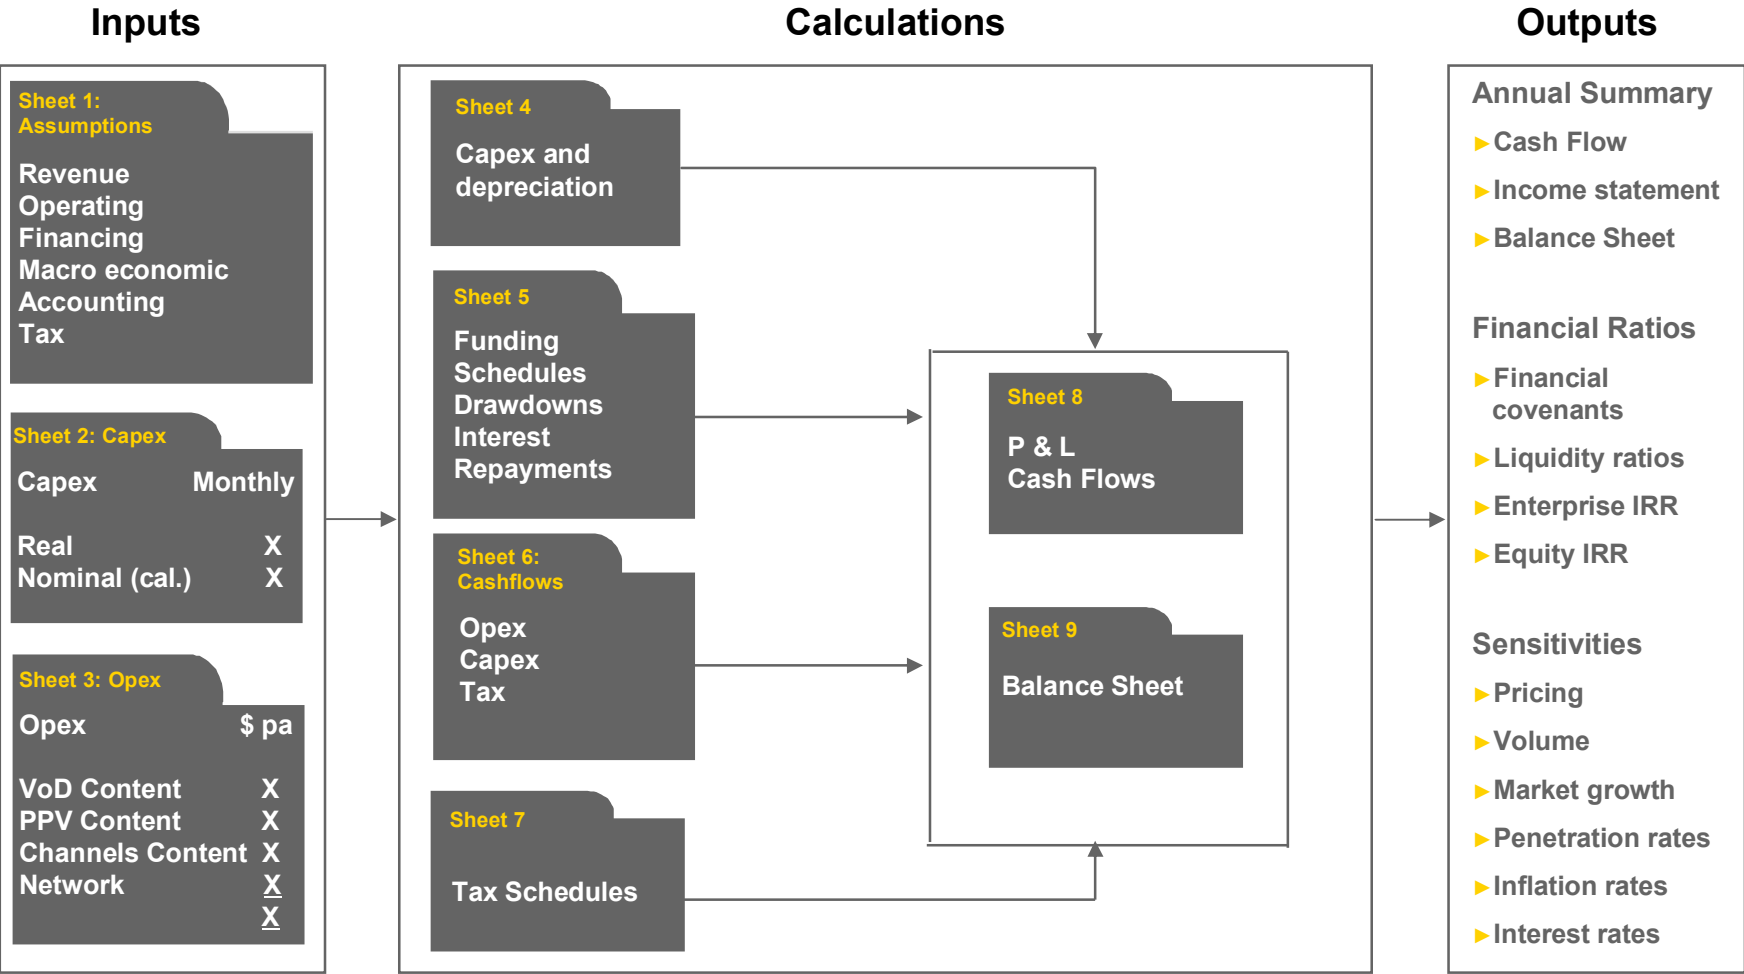 Inputs
Calculations
Outputs
Sheet 1:
Assumptions
Revenue
Operating
Financing
Macro economic
Accounting
Tax
Sheet 2: Capex
Capex Monthly
Real X
Nominal (cal.) X
Sheet 3: Opex
Opex $ pa
VoD Content X
PPV Content X
Channels Content X
Network X
X
Sheet 4
Capex and
depreciation
Sheet 5
Funding
Schedules
Drawdowns
Interest
Repayments
Sheet 6:
Cashflows
Opex
Capex
Tax
Sheet 7
Tax Schedules
Sheet 8
P & L
Cash Flows
Sheet 9
Balance Sheet
Annual Summary
►Cash Flow
►Income statement
►Balance Sheet
Financial Ratios
►Financial
covenants
►Liquidity ratios
►Enterprise IRR
►Equity IRR
Sensitivities
►Pricing
►Volume
►Market growth
►Penetration rates
►Inflation rates
►Interest rates